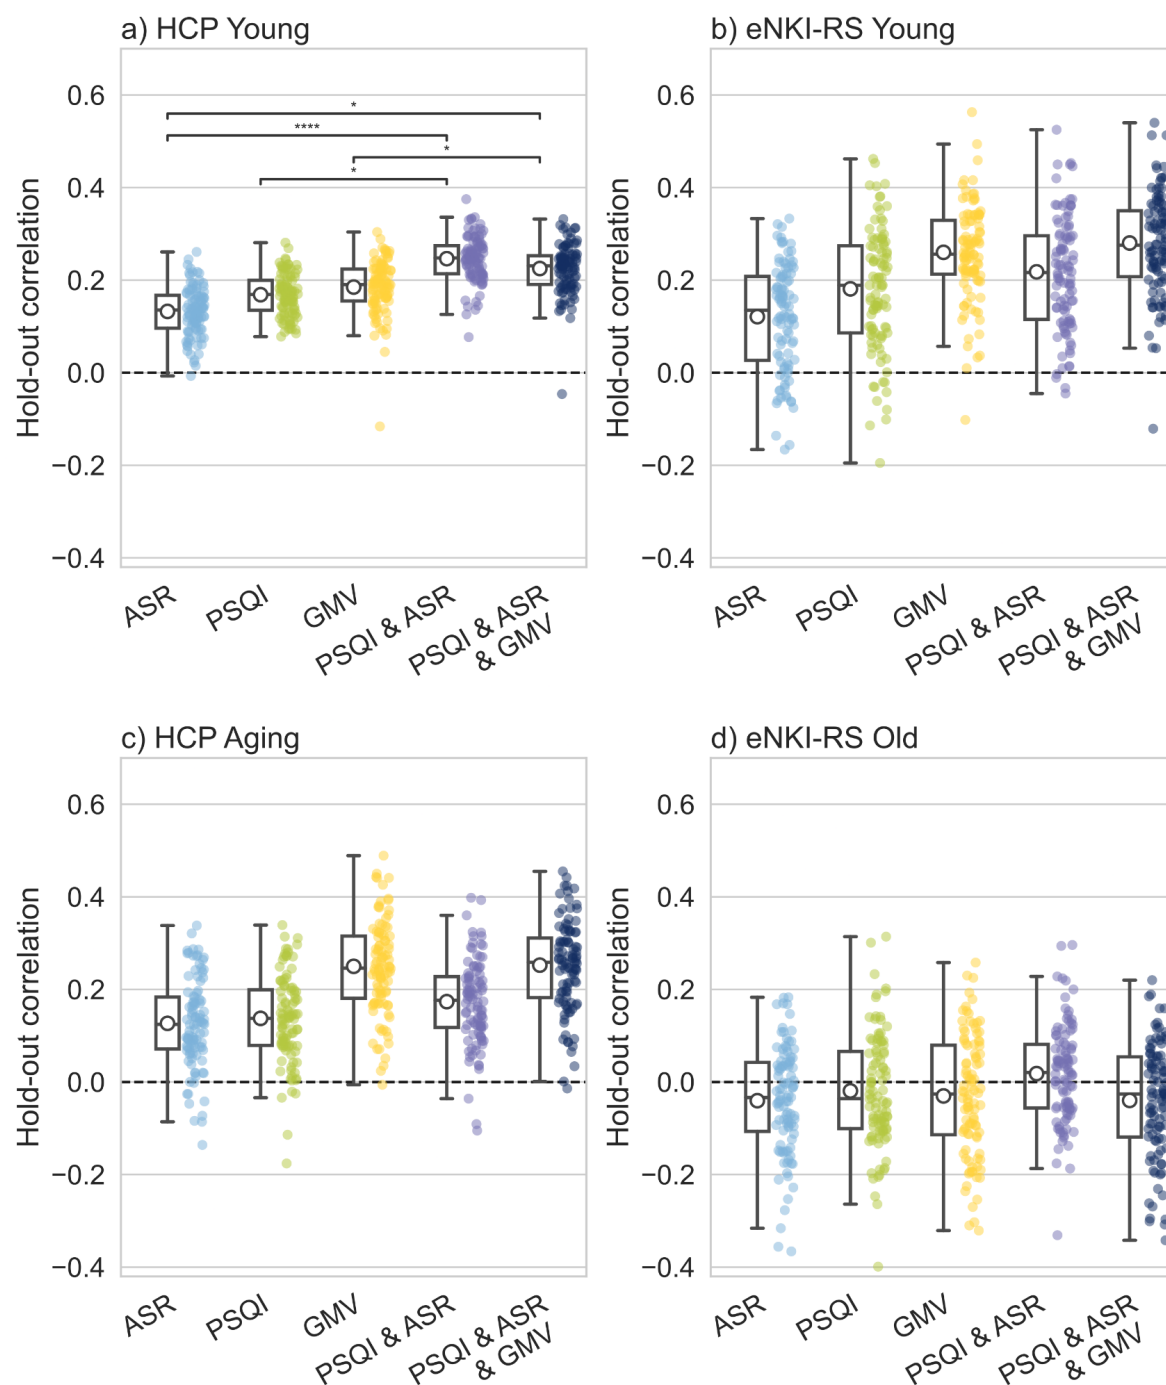 a) HCP Young
b) eNKI-RS Young
Hold-out correlation
0.6
0.4
0.2
0.0
−0.2
−0.4
*
****
*
*
ASR
PSQI
GMV
PSQI & ASR
PSQI & ASR
& GMV
Hold-out correlation
0.6
0.4
0.2
0.0
−0.2
−0.4
ASR
PSQI
GMV
PSQI & ASR
PSQI & ASR
& GMV
c) HCP Aging
d) eNKI-RS Old
Hold-out correlation
0.6
0.4
0.2
0.0
−0.2
−0.4
ASR
PSQI
GMV
PSQI & ASR
PSQI & ASR
& GMV
Hold-out correlation
0.6
0.4
0.2
0.0
−0.2
−0.4
ASR
PSQI
GMV
PSQI & ASR
PSQI & ASR
& GMV